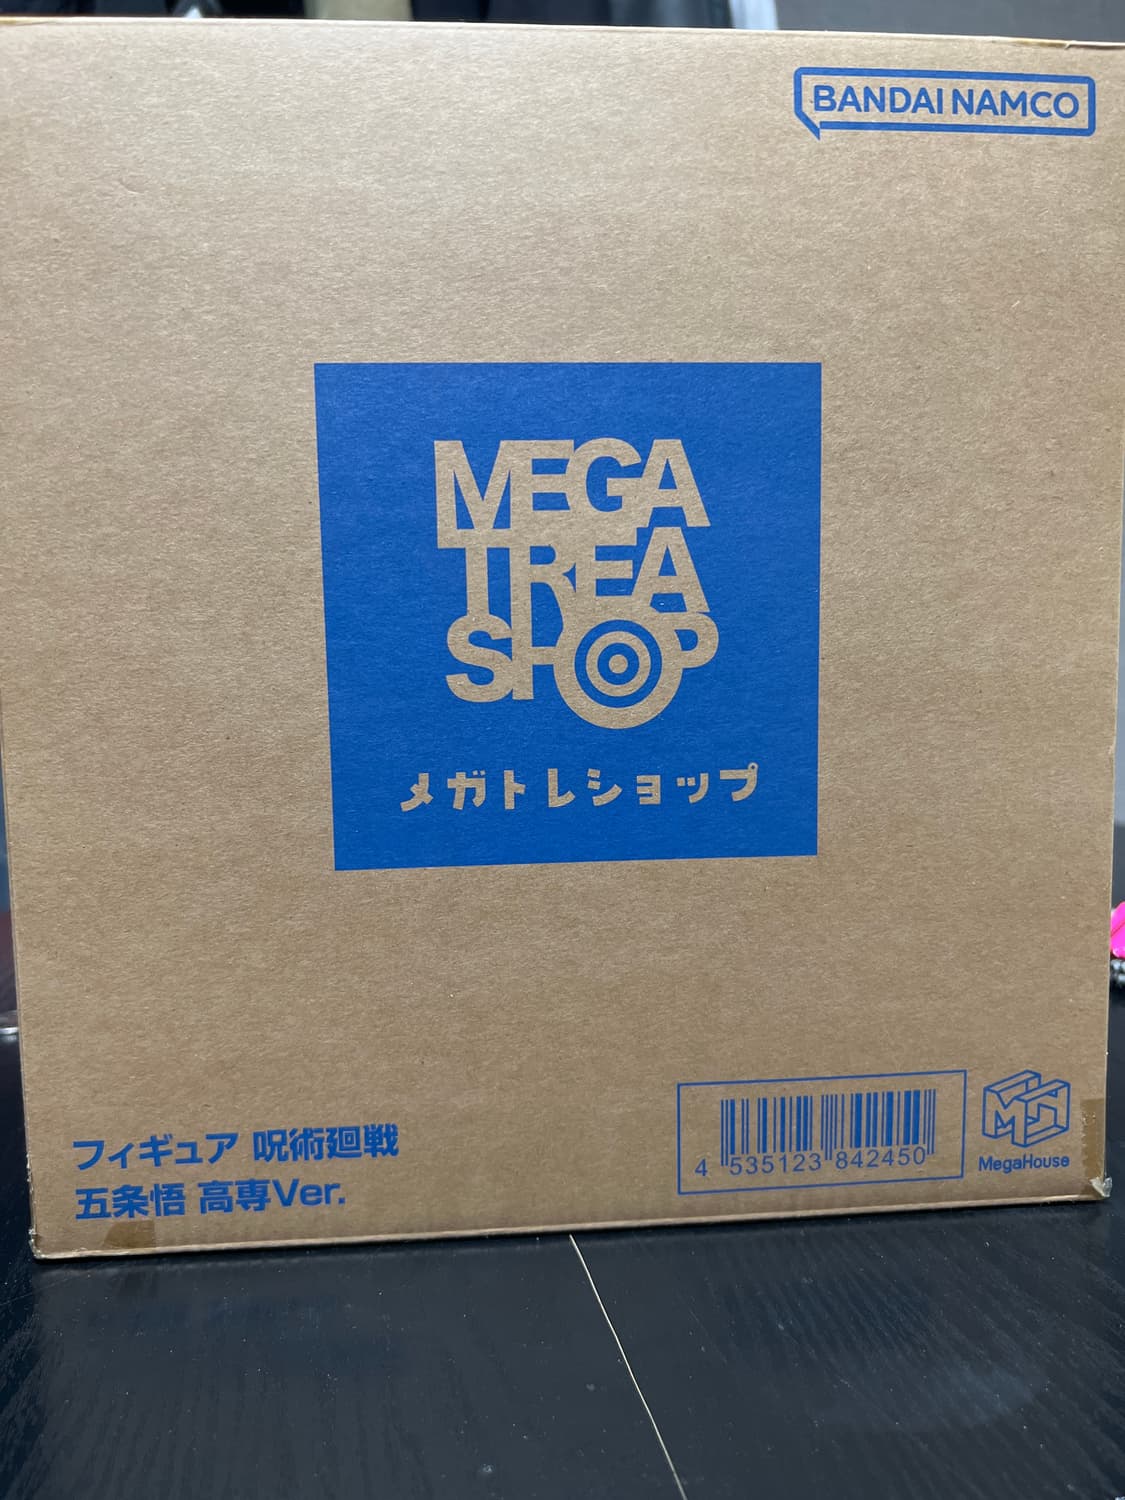 BANDAI NAMCO
MEGA
TREA
SHOP
メガトレショップ
フィギュア 呪術廻戦
五条悟 高専Ver.
4 535123 842450
MegaHouse